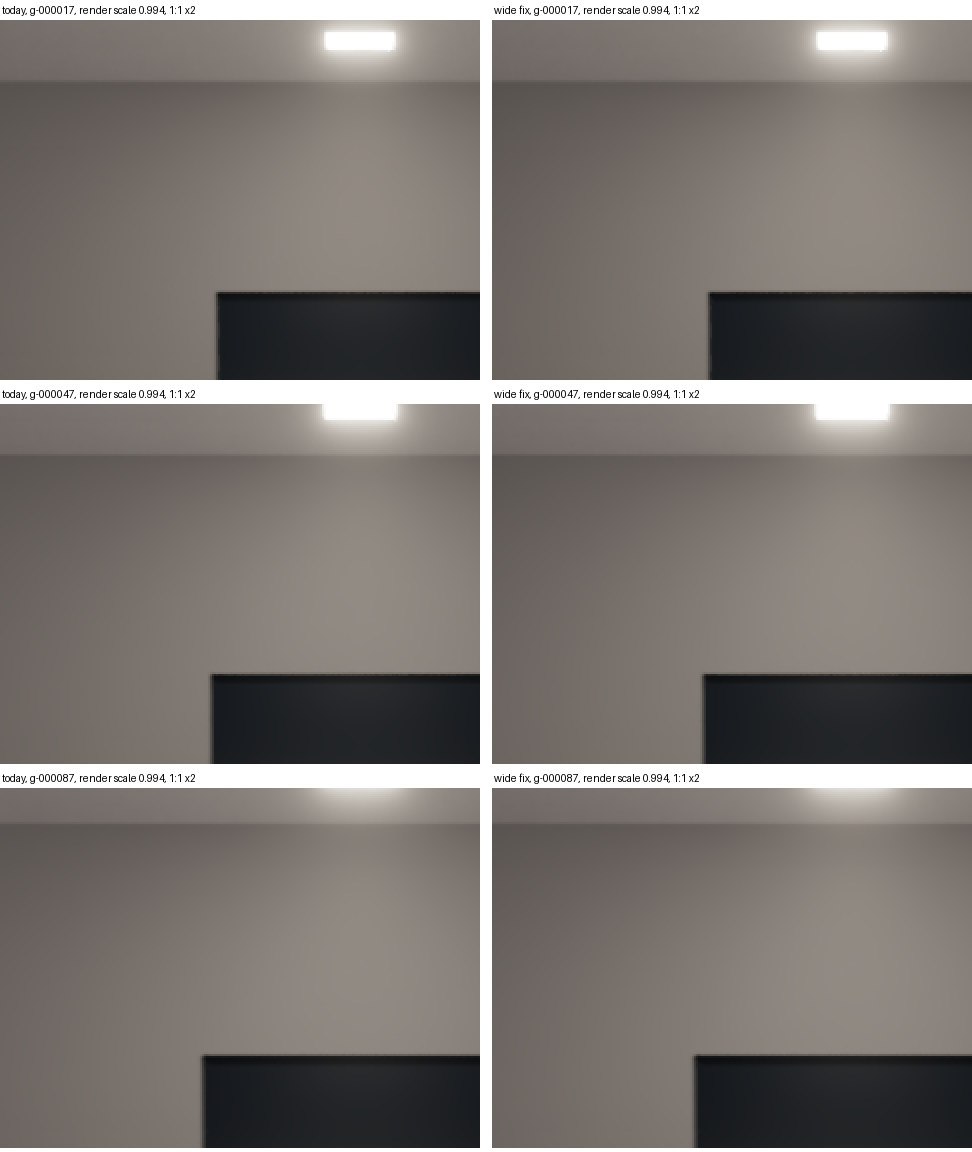 today, g-000017, render scale 0.994, 1:1 x2
wide fix, g-000017, render scale 0.994, 1:1 x2
today, g-000047, render scale 0.994, 1:1 x2
wide fix, g-000047, render scale 0.994, 1:1 x2
today, g-000087, render scale 0.994, 1:1 x2
wide fix, g-000087, render scale 0.994, 1:1 x2